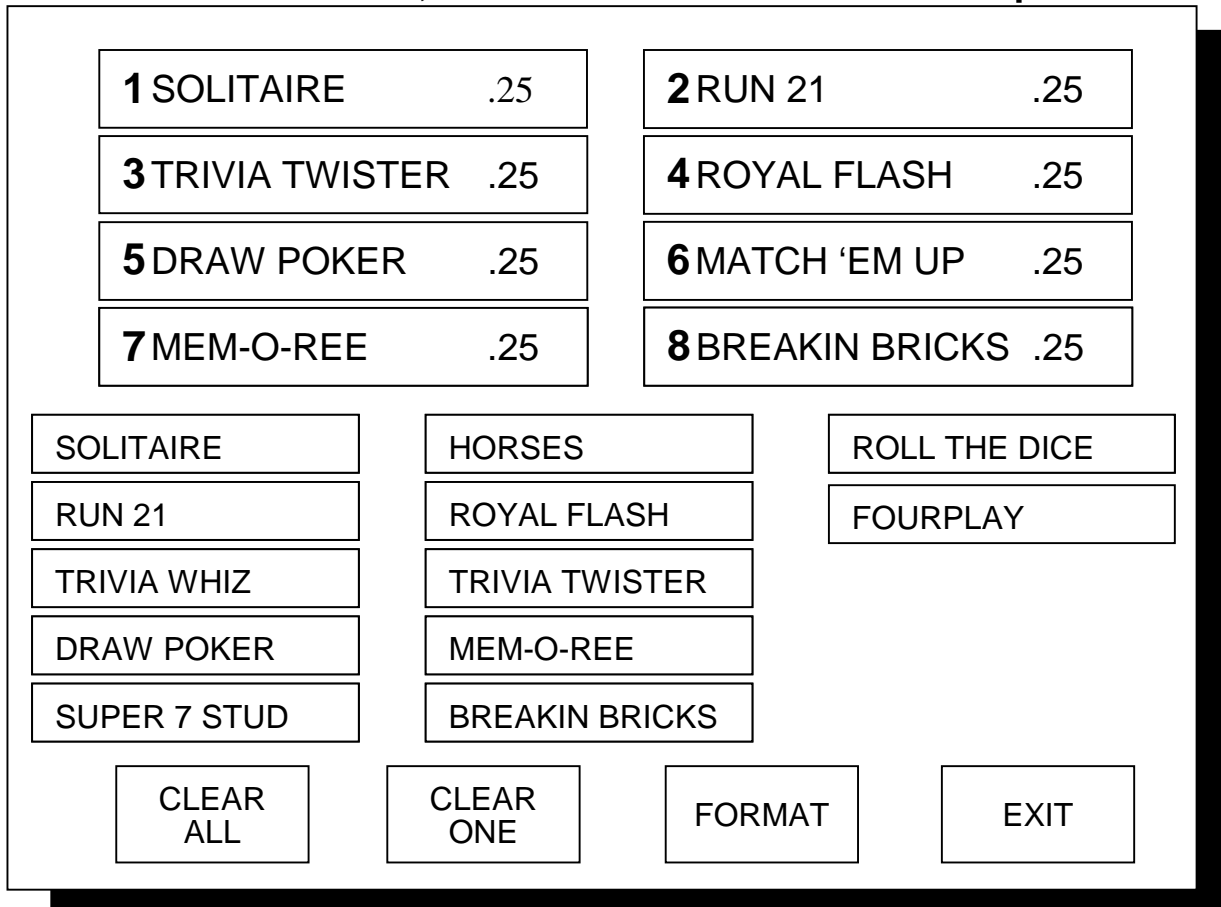 1 SOLITAIRE .25
2 RUN 21 .25
3 TRIVIA TWISTER .25
4 ROYAL FLASH .25
5 DRAW POKER .25
6 MATCH ‘EM UP .25
7 MEM-O-REE .25
8 BREAKIN BRICKS .25
SOLITAIRE
HORSES
ROLL THE DICE
RUN 21
ROYAL FLASH
FOURPLAY
TRIVIA WHIZ
TRIVIA TWISTER
DRAW POKER
MEM-O-REE
SUPER 7 STUD
BREAKIN BRICKS
CLEAR
ALL
CLEAR
ONE
FORMAT
EXIT